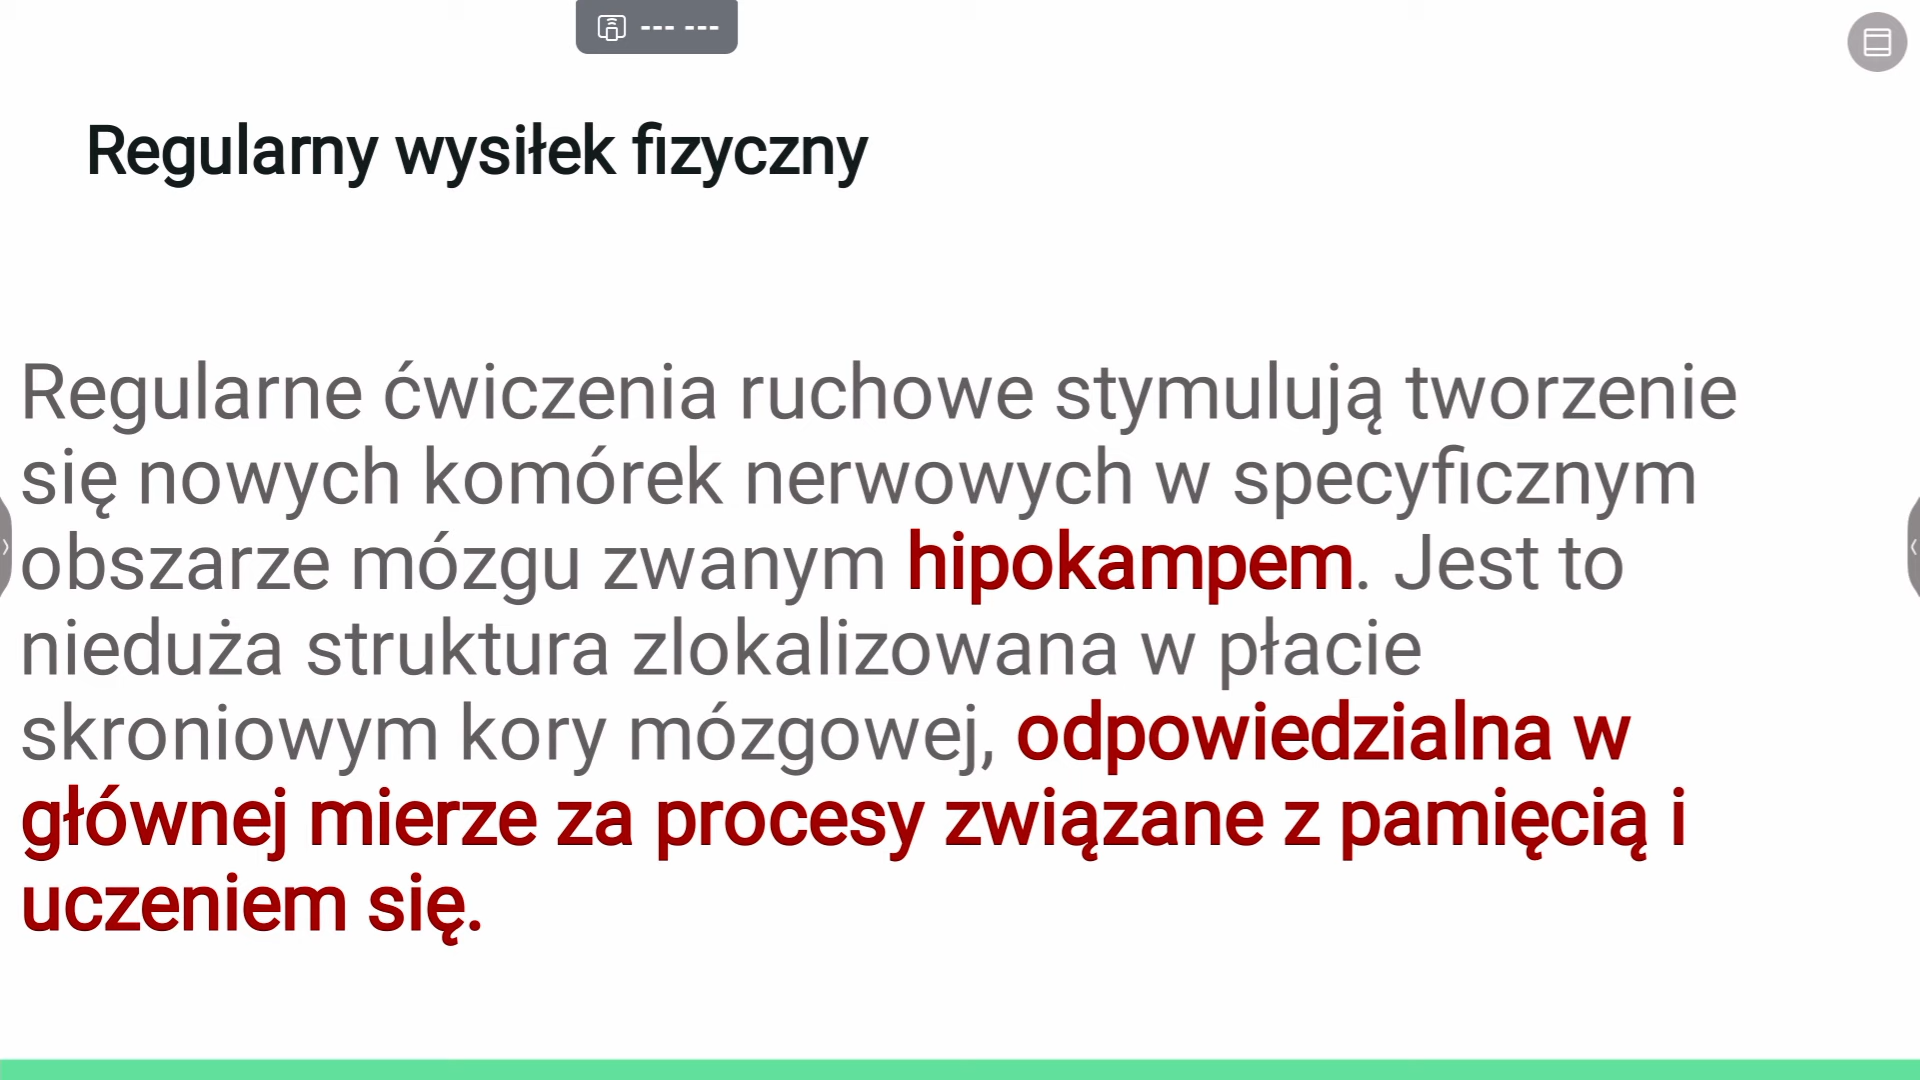 --- ---
Regularny wysiłek fizyczny
Regularne ćwiczenia ruchowe stymulują tworzenie
się nowych komórek nerwowych w specyficznym
obszarze mózgu zwanym hipokampem. Jest to
nieduża struktura zlokalizowana w płacie
skroniowym kory mózgowej, odpowiedzialna w
głównej mierze za procesy związane z pamięcią i
uczeniem się.